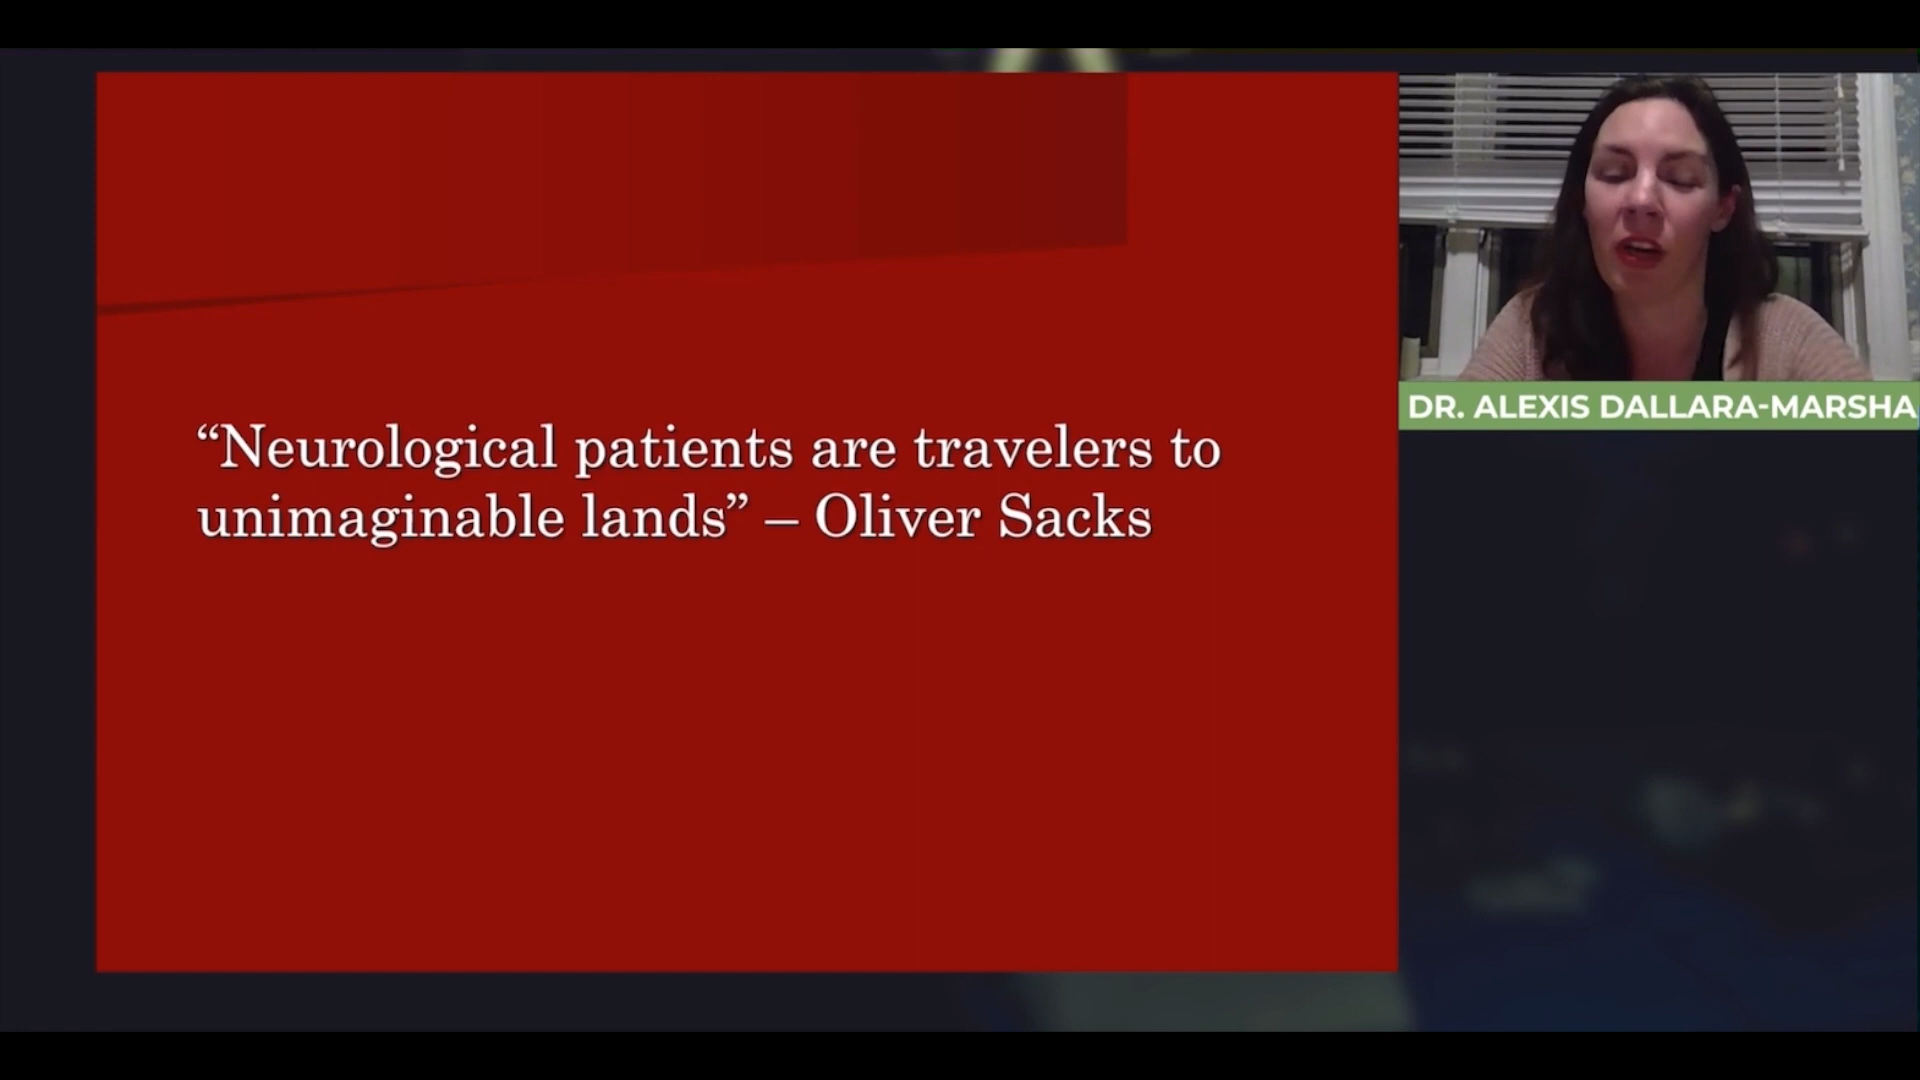 “Neurological patients are travelers to
unimaginable lands” – Oliver Sacks
DR. ALEXIS DALLARA-MARSHA